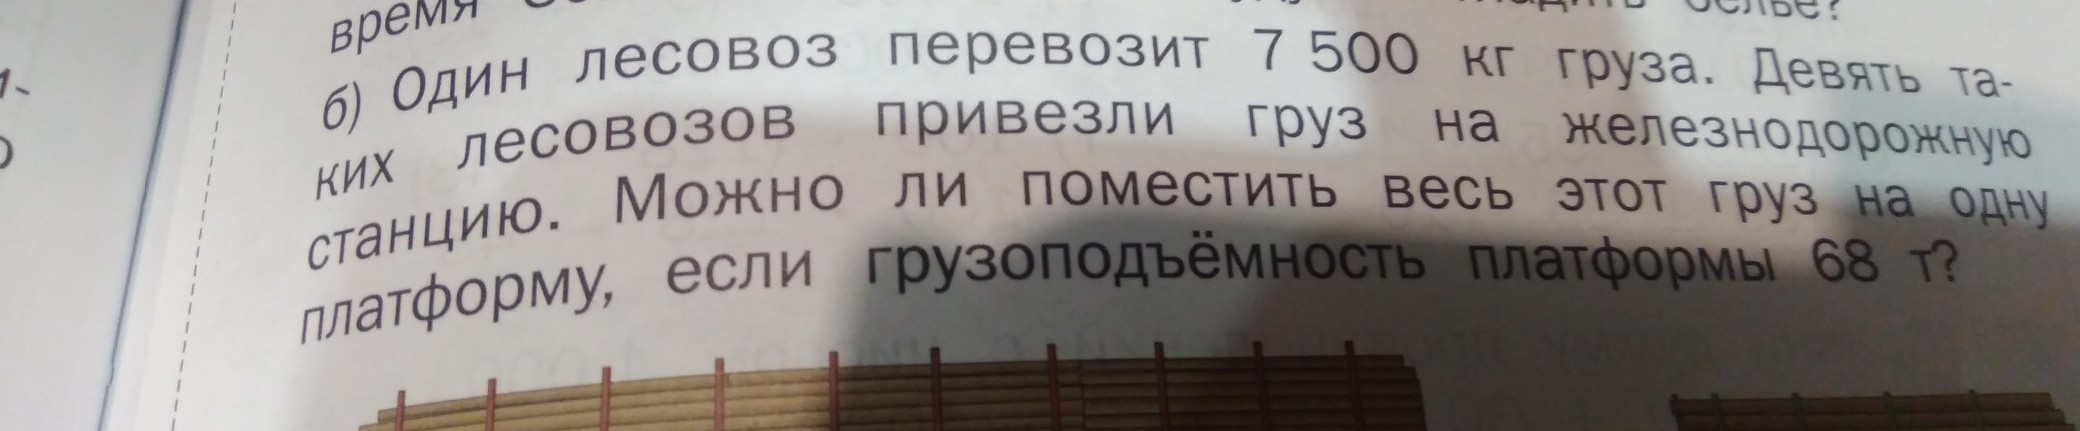 время
белье?
б) Один лесовоз перевозит 7 500 кг груза. Девять та-
ких лесовозов привезли груз на железнодорожную
станцию. Можно ли поместить весь этот груз на одну
платформу, если грузоподъёмность платформы 68 т?